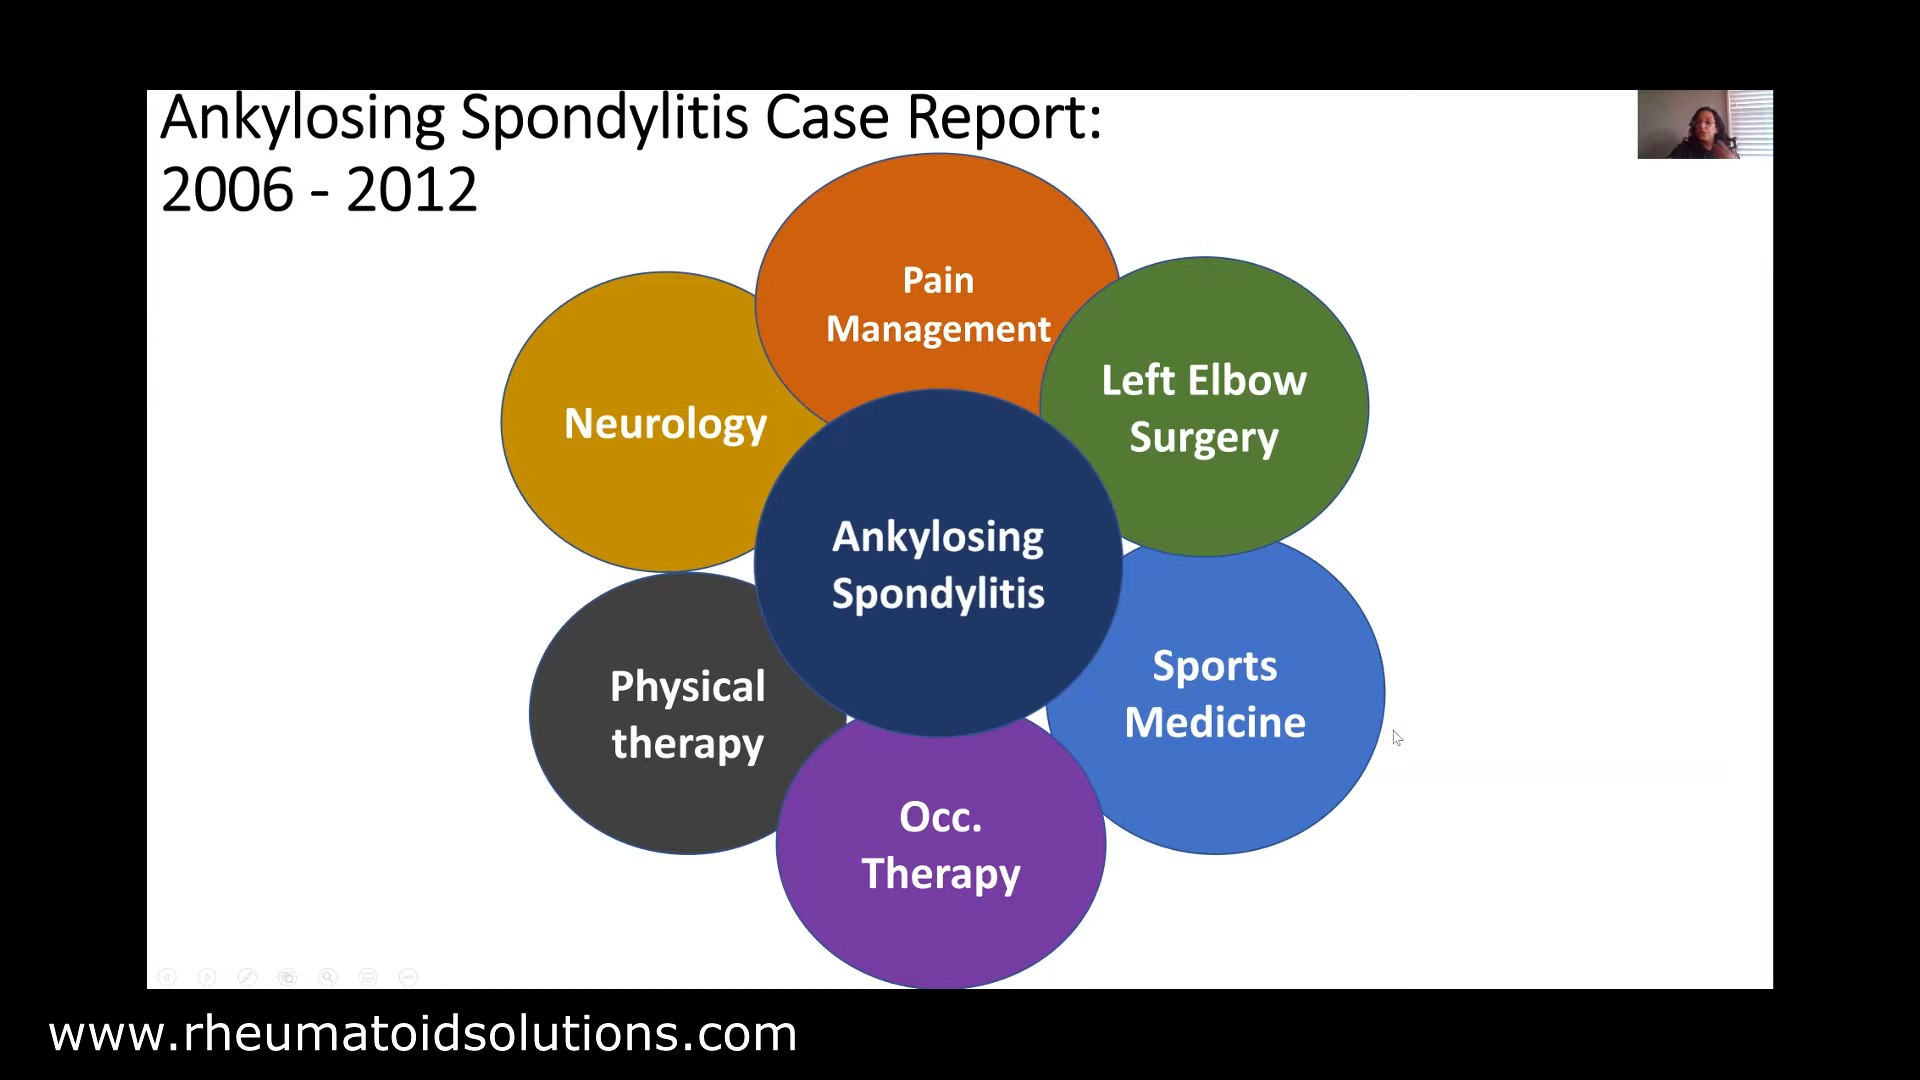 Ankylosing Spondylitis Case Report:
2006 - 2012
Pain
Management
Left Elbow
Surgery
Neurology
Ankylosing
Spondylitis
Sports
Medicine
Physical
therapy
Occ.
Therapy
www.rheumatoidsolutions.com